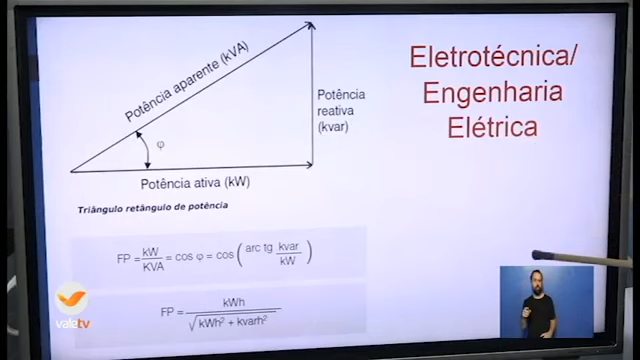 Potência aparente (kVA)
Potência
reativa
(kvar)
φ
Potência ativa (kW)
Triângulo retângulo de potência
FP = kW/KVA = cos φ = cos ( arc tg kvar/kW )
FP = kWh/√kWh² + kvarh²
Eletrotécnica/
Engenharia
Elétrica
valetv